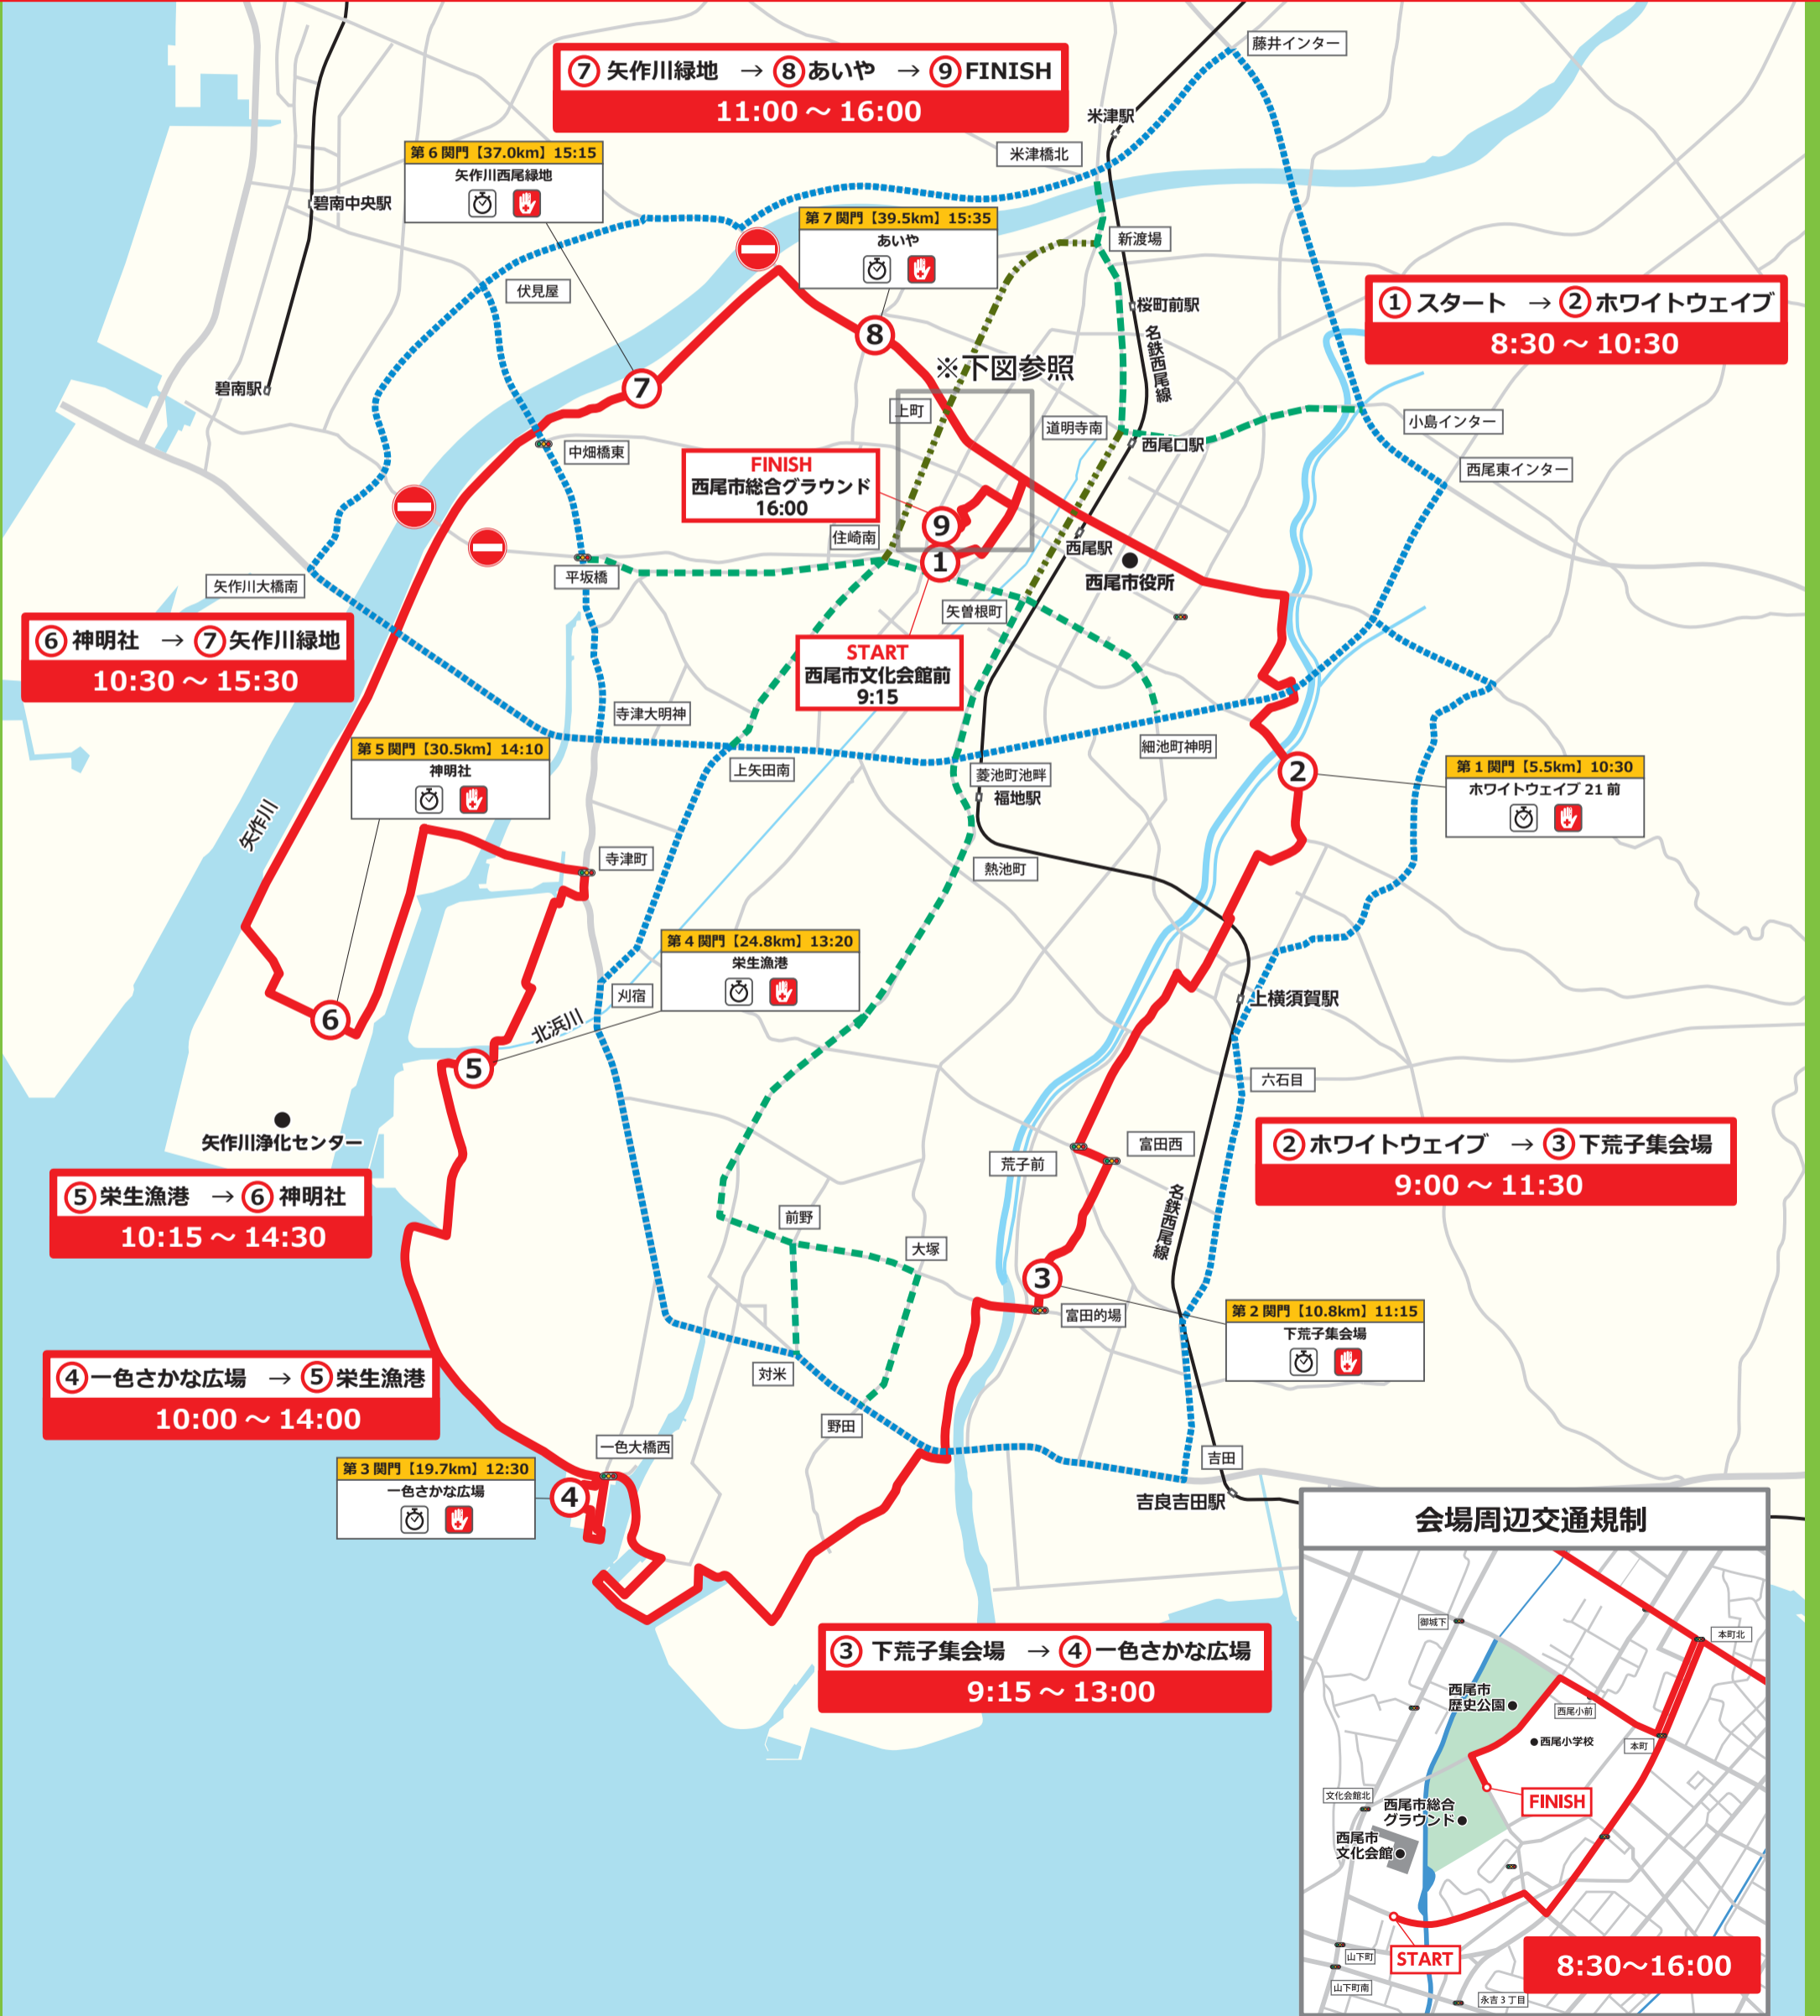 藤井インター
⑦ 矢作川緑地 → ⑧ あいや → ⑨ FINISH
11:00 ～ 16:00
米津駅
米津橋北
第6関門【37.0km】15:15
矢作川西尾緑地
碧南中央駅
第7関門【39.5km】15:35
あいや
新渡場
伏見屋
桜町前駅
① スタート → ② ホワイトウェイブ
8:30 ～ 10:30
名鉄西尾線
8
※下図参照
7
碧南駅
上町
道明寺南
小島インター
西尾口駅
中畑橋東
西尾東インター
FINISH
西尾市総合グラウンド
16:00
9
住崎南
西尾駅
1
平坂橋
西尾市役所
矢作川大橋南
矢曽根町
⑥ 神明社 → ⑦ 矢作川緑地
10:30 ～ 15:30
START
西尾市文化会館前
9:15
寺津大明神
細池町神明
第5関門【30.5km】14:10
神明社
上矢田南
菱池町池畔
2
第1関門【5.5km】10:30
ホワイトウェイブ 21 前
福地駅
矢作川
寺津町
熱池町
第4関門【24.8km】13:20
栄生漁港
刈宿
上横須賀駅
6
北浜川
5
六石目
矢作川浄化センター
② ホワイトウェイブ → ③ 下荒子集会場
9:00 ～ 11:30
富田西
荒子前
⑤ 栄生漁港 → ⑥ 神明社
10:15 ～ 14:30
名鉄西尾線
前野
大塚
3
富田的場
第2関門【10.8km】11:15
下荒子集会場
④ 一色さかな広場 → ⑤ 栄生漁港
10:00 ～ 14:00
対米
野田
一色大橋西
吉田
第3関門【19.7km】12:30
一色さかな広場
4
吉良吉田駅
会場周辺交通規制
③ 下荒子集会場 → ④ 一色さかな広場
9:15 ～ 13:00
御城下
本町北
西尾市
歴史公園
西尾小前
西尾小学校
本町
文化会館北
西尾市総合
グラウンド
FINISH
西尾市
文化会館
START
山下町
山下町南
8:30～16:00
永吉3丁目